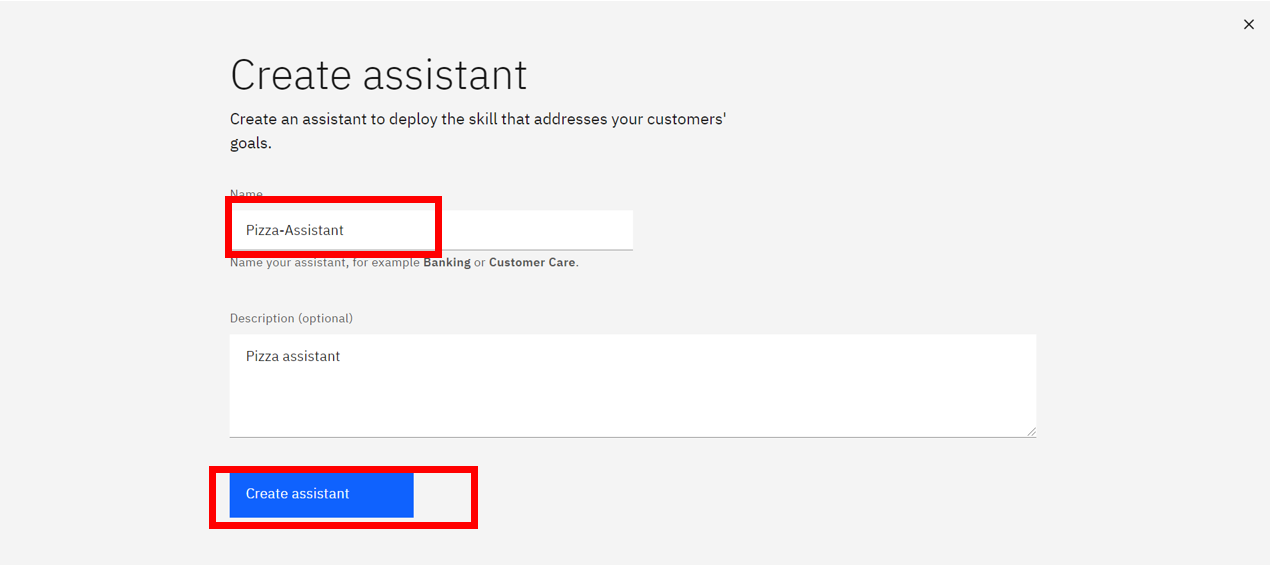 Create assistant
Create an assistant to deploy the skill that addresses your customers'
goals.
Name
Pizza-Assistant
Name your assistant, for example Banking or Customer Care.
Description (optional)
Pizza assistant
Create assistant